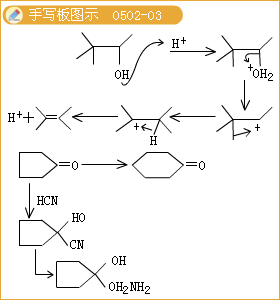 手写板图示 0502-03
OH
H⁺
⁺OH₂
H⁺ +
+
H
+
=O
=O
HCN
HO
CN
OH
OH₂NH₂